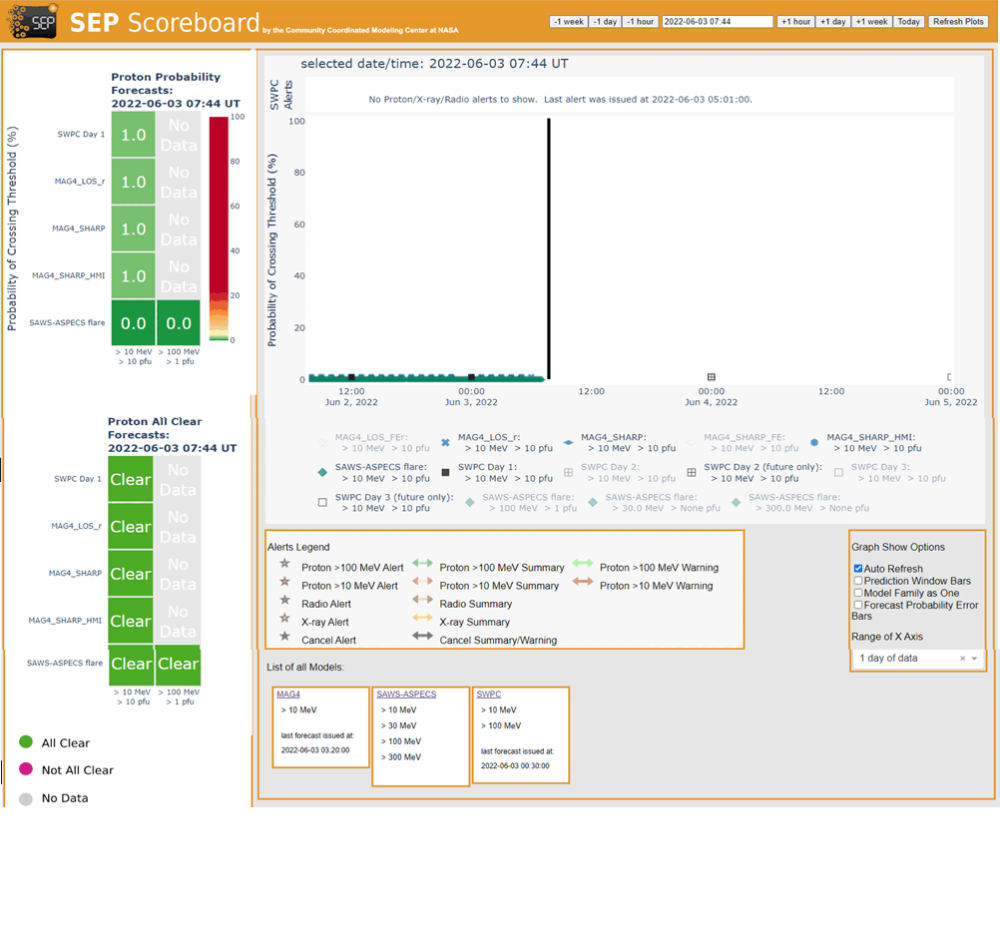 SEP
SEP Scoreboard by the Community Coordinated Modeling Center at NASA
-1 week -1 day -1 hour 2022-06-03 07:44 +1 hour +1 day +1 week Today Refresh Plots
Proton Probability
Forecasts:
2022-06-03 07:44 UT
Probability of Crossing Threshold (%)
SWPC Day 1 1.0 No Data
MAG4_LOS_r 1.0 No Data
MAG4_SHARP 1.0 No Data
MAG4_SHARP_HMI 1.0 No Data
SAWS-ASPECS flare 0.0 0.0
> 10 MeV > 100 MeV
> 10 pfu > 1 pfu
100
80
60
40
20
0
Proton All Clear
Forecasts:
2022-06-03 07:44 UT
SWPC Day 1 Clear No Data
MAG4_LOS_r Clear No Data
MAG4_SHARP Clear No Data
MAG4_SHARP_HMI Clear No Data
SAWS-ASPECS flare Clear Clear
> 10 MeV > 100 MeV
> 10 pfu > 1 pfu
All Clear
Not All Clear
No Data
selected date/time: 2022-06-03 07:44 UT
SWPC
Alerts
No Proton/X-ray/Radio alerts to show. Last alert was issued at 2022-06-03 05:01:00.
Probability of Crossing Threshold (%)
100
80
60
40
20
0
12:00 00:00 12:00 00:00 12:00 00:00
Jun 2, 2022 Jun 3, 2022 Jun 4, 2022 Jun 5, 2022
MAG4_LOS_FEr: MAG4_LOS_r: MAG4_SHARP: MAG4_SHARP_FE: MAG4_SHARP_HMI:
> 10 MeV > 10 pfu > 10 MeV > 10 pfu > 10 MeV > 10 pfu > 10 MeV > 10 pfu > 10 MeV > 10 pfu
SAWS-ASPECS flare: SWPC Day 1: SWPC Day 2: SWPC Day 2 (future only): SWPC Day 3:
> 10 MeV > 10 pfu > 10 MeV > 10 pfu > 10 MeV > 10 pfu > 10 MeV > 10 pfu > 10 MeV > 10 pfu
SWPC Day 3 (future only): SAWS-ASPECS flare: SAWS-ASPECS flare: SAWS-ASPECS flare:
> 10 MeV > 10 pfu > 100 MeV > 1 pfu > 30.0 MeV > None pfu > 300.0 MeV > None pfu
Alerts Legend
Proton >100 MeV Alert Proton >100 MeV Summary Proton >100 MeV Warning
Proton >10 MeV Alert Proton >10 MeV Summary Proton >10 MeV Warning
Radio Alert Radio Summary
X-ray Alert X-ray Summary
Cancel Alert Cancel Summary/Warning
Graph Show Options
Auto Refresh
Prediction Window Bars
Model Family as One
Forecast Probability Error
Bars
Range of X Axis
1 day of data ×
List of all Models:
MAG4
> 10 MeV
last forecast issued at:
2022-06-03 03:20:00
SAWS-ASPECS
> 10 MeV
> 30 MeV
> 100 MeV
> 300 MeV
SWPC
> 10 MeV
> 100 MeV
last forecast issued at:
2022-06-03 00:30:00